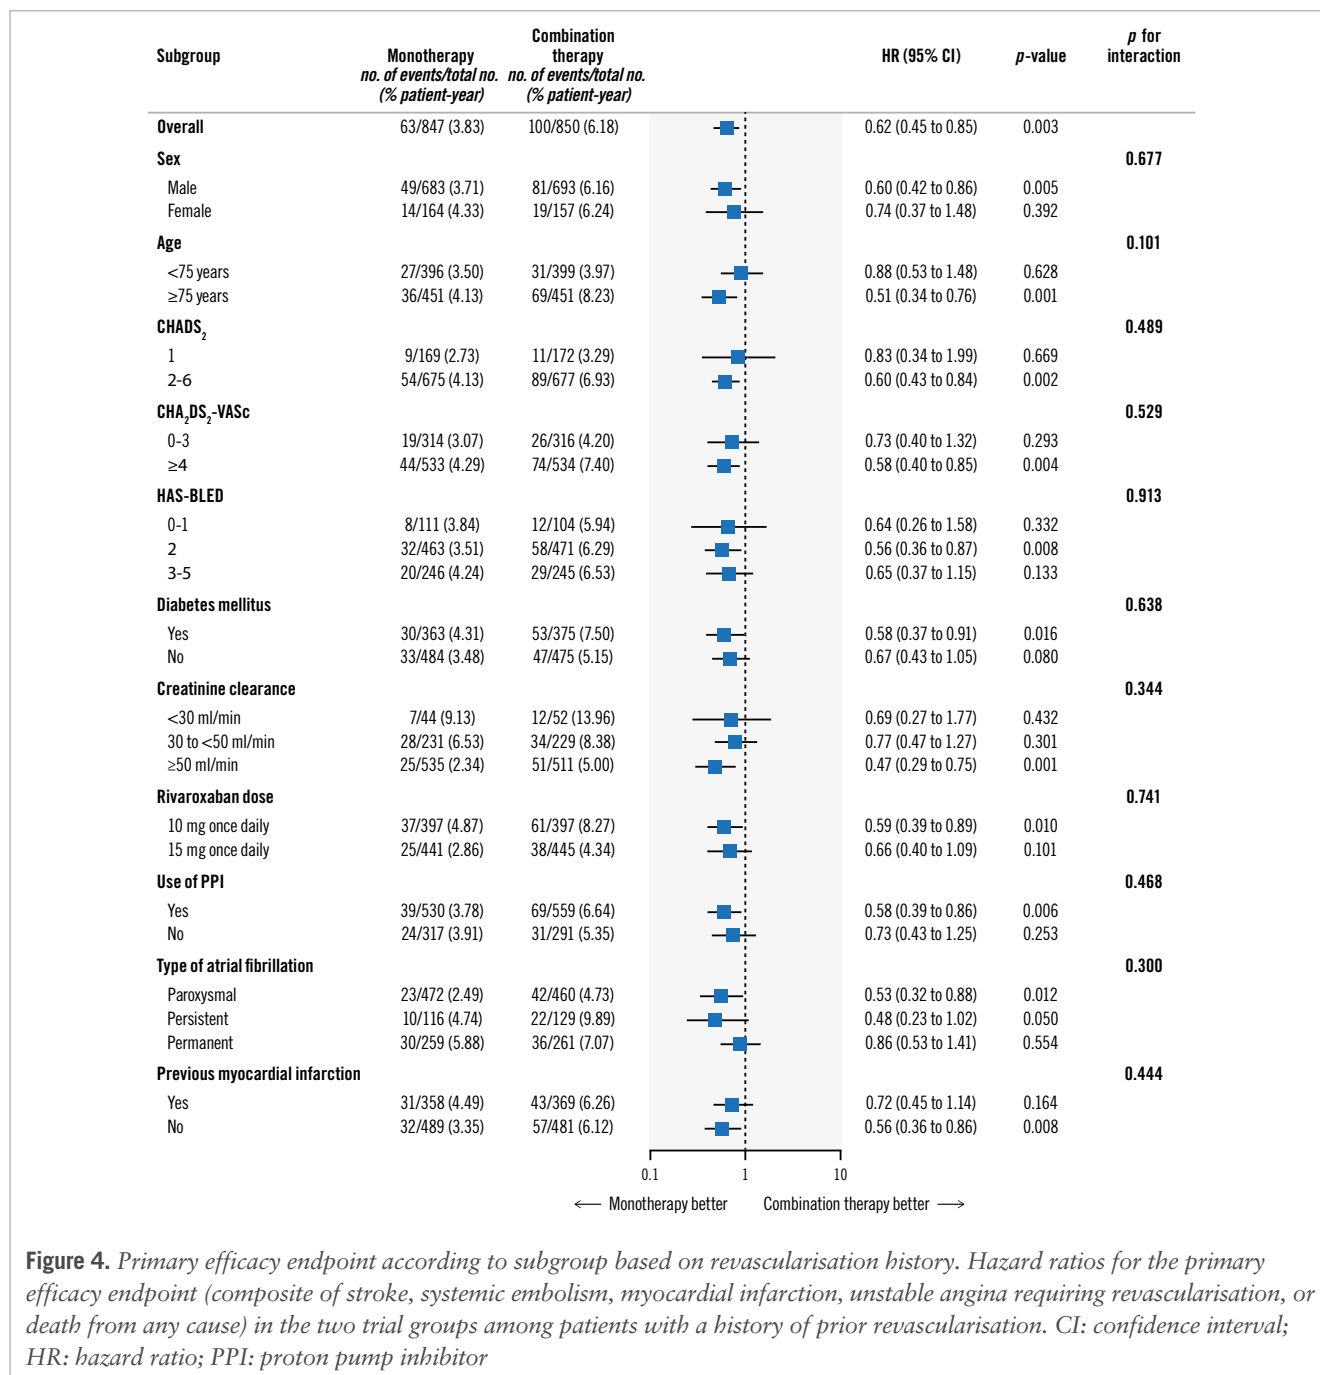 Subgroup Monotherapy no. of events/total no. (% patient-year) Combination therapy no. of events/total no. (% patient-year) HR (95% CI) p-value p for interaction
Overall 63/847 (3.83) 100/850 (6.18) 0.62 (0.45 to 0.85) 0.003
Sex 0.677
Male 49/683 (3.71) 81/693 (6.16) 0.60 (0.42 to 0.86) 0.005
Female 14/164 (4.33) 19/157 (6.24) 0.74 (0.37 to 1.48) 0.392
Age 0.101
<75 years 27/396 (3.50) 31/399 (3.97) 0.88 (0.53 to 1.48) 0.628
≥75 years 36/451 (4.13) 69/451 (8.23) 0.51 (0.34 to 0.76) 0.001
CHADS2 0.489
1 9/169 (2.73) 11/172 (3.29) 0.83 (0.34 to 1.99) 0.669
2-6 54/675 (4.13) 89/677 (6.93) 0.60 (0.43 to 0.84) 0.002
CHA2DS2-VASc 0.529
0-3 19/314 (3.07) 26/316 (4.20) 0.73 (0.40 to 1.32) 0.293
≥4 44/533 (4.29) 74/534 (7.40) 0.58 (0.40 to 0.85) 0.004
HAS-BLED 0.913
0-1 8/111 (3.84) 12/104 (5.94) 0.64 (0.26 to 1.58) 0.332
2 32/463 (3.51) 58/471 (6.29) 0.56 (0.36 to 0.87) 0.008
3-5 20/246 (4.24) 29/245 (6.53) 0.65 (0.37 to 1.15) 0.133
Diabetes mellitus 0.638
Yes 30/363 (4.31) 53/375 (7.50) 0.58 (0.37 to 0.91) 0.016
No 33/484 (3.48) 47/475 (5.15) 0.67 (0.43 to 1.05) 0.080
Creatinine clearance 0.344
<30 ml/min 7/44 (9.13) 12/52 (13.96) 0.69 (0.27 to 1.77) 0.432
30 to <50 ml/min 28/231 (6.53) 34/229 (8.38) 0.77 (0.47 to 1.27) 0.301
≥50 ml/min 25/535 (2.34) 51/511 (5.00) 0.47 (0.29 to 0.75) 0.001
Rivaroxaban dose 0.741
10 mg once daily 37/397 (4.87) 61/397 (8.27) 0.59 (0.39 to 0.89) 0.010
15 mg once daily 25/441 (2.86) 38/445 (4.34) 0.66 (0.40 to 1.09) 0.101
Use of PPI 0.468
Yes 39/530 (3.78) 69/559 (6.64) 0.58 (0.39 to 0.86) 0.006
No 24/317 (3.91) 31/291 (5.35) 0.73 (0.43 to 1.25) 0.253
Type of atrial fibrillation 0.300
Paroxysmal 23/472 (2.49) 42/460 (4.73) 0.53 (0.32 to 0.88) 0.012
Persistent 10/116 (4.74) 22/129 (9.89) 0.48 (0.23 to 1.02) 0.050
Permanent 30/259 (5.88) 36/261 (7.07) 0.86 (0.53 to 1.41) 0.554
Previous myocardial infarction 0.444
Yes 31/358 (4.49) 43/369 (6.26) 0.72 (0.45 to 1.14) 0.164
No 32/489 (3.35) 57/481 (6.12) 0.56 (0.36 to 0.86) 0.008
0.1 1 10
← Monotherapy better Combination therapy better →
Figure 4. Primary efficacy endpoint according to subgroup based on revascularisation history. Hazard ratios for the primary
efficacy endpoint (composite of stroke, systemic embolism, myocardial infarction, unstable angina requiring revascularisation, or
death from any cause) in the two trial groups among patients with a history of prior revascularisation. CI: confidence interval;
HR: hazard ratio; PPI: proton pump inhibitor